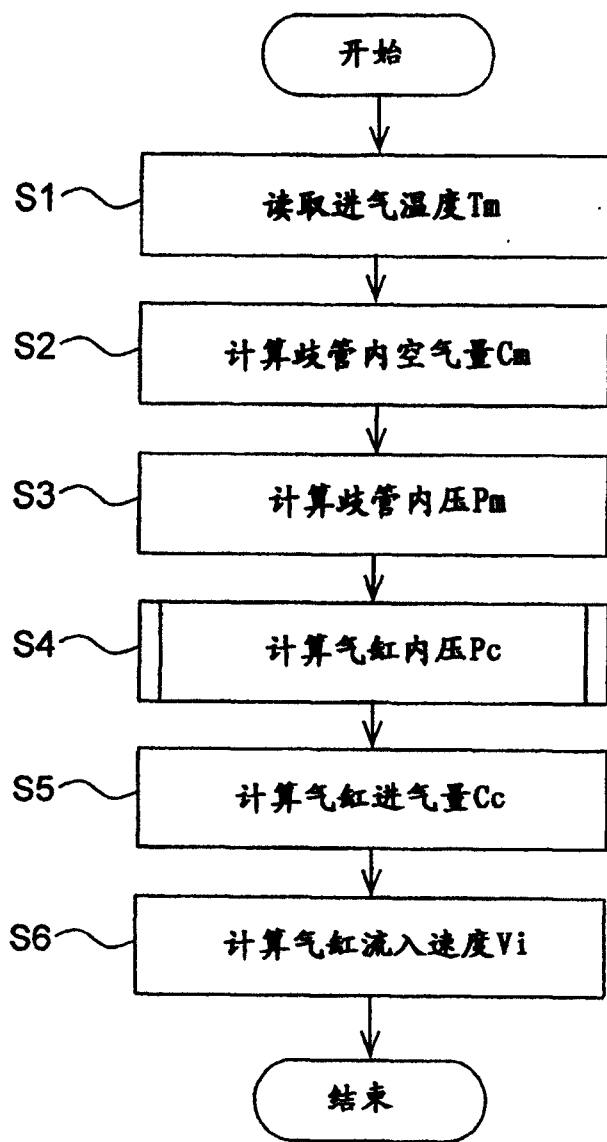 开始
S1
读取进气温度Tm
S2
计算歧管内空气量Cm
S3
计算歧管内压Pm
S4
计算气缸内压Pc
S5
计算气缸进气量Cc
S6
计算气缸流入速度Vi
结束